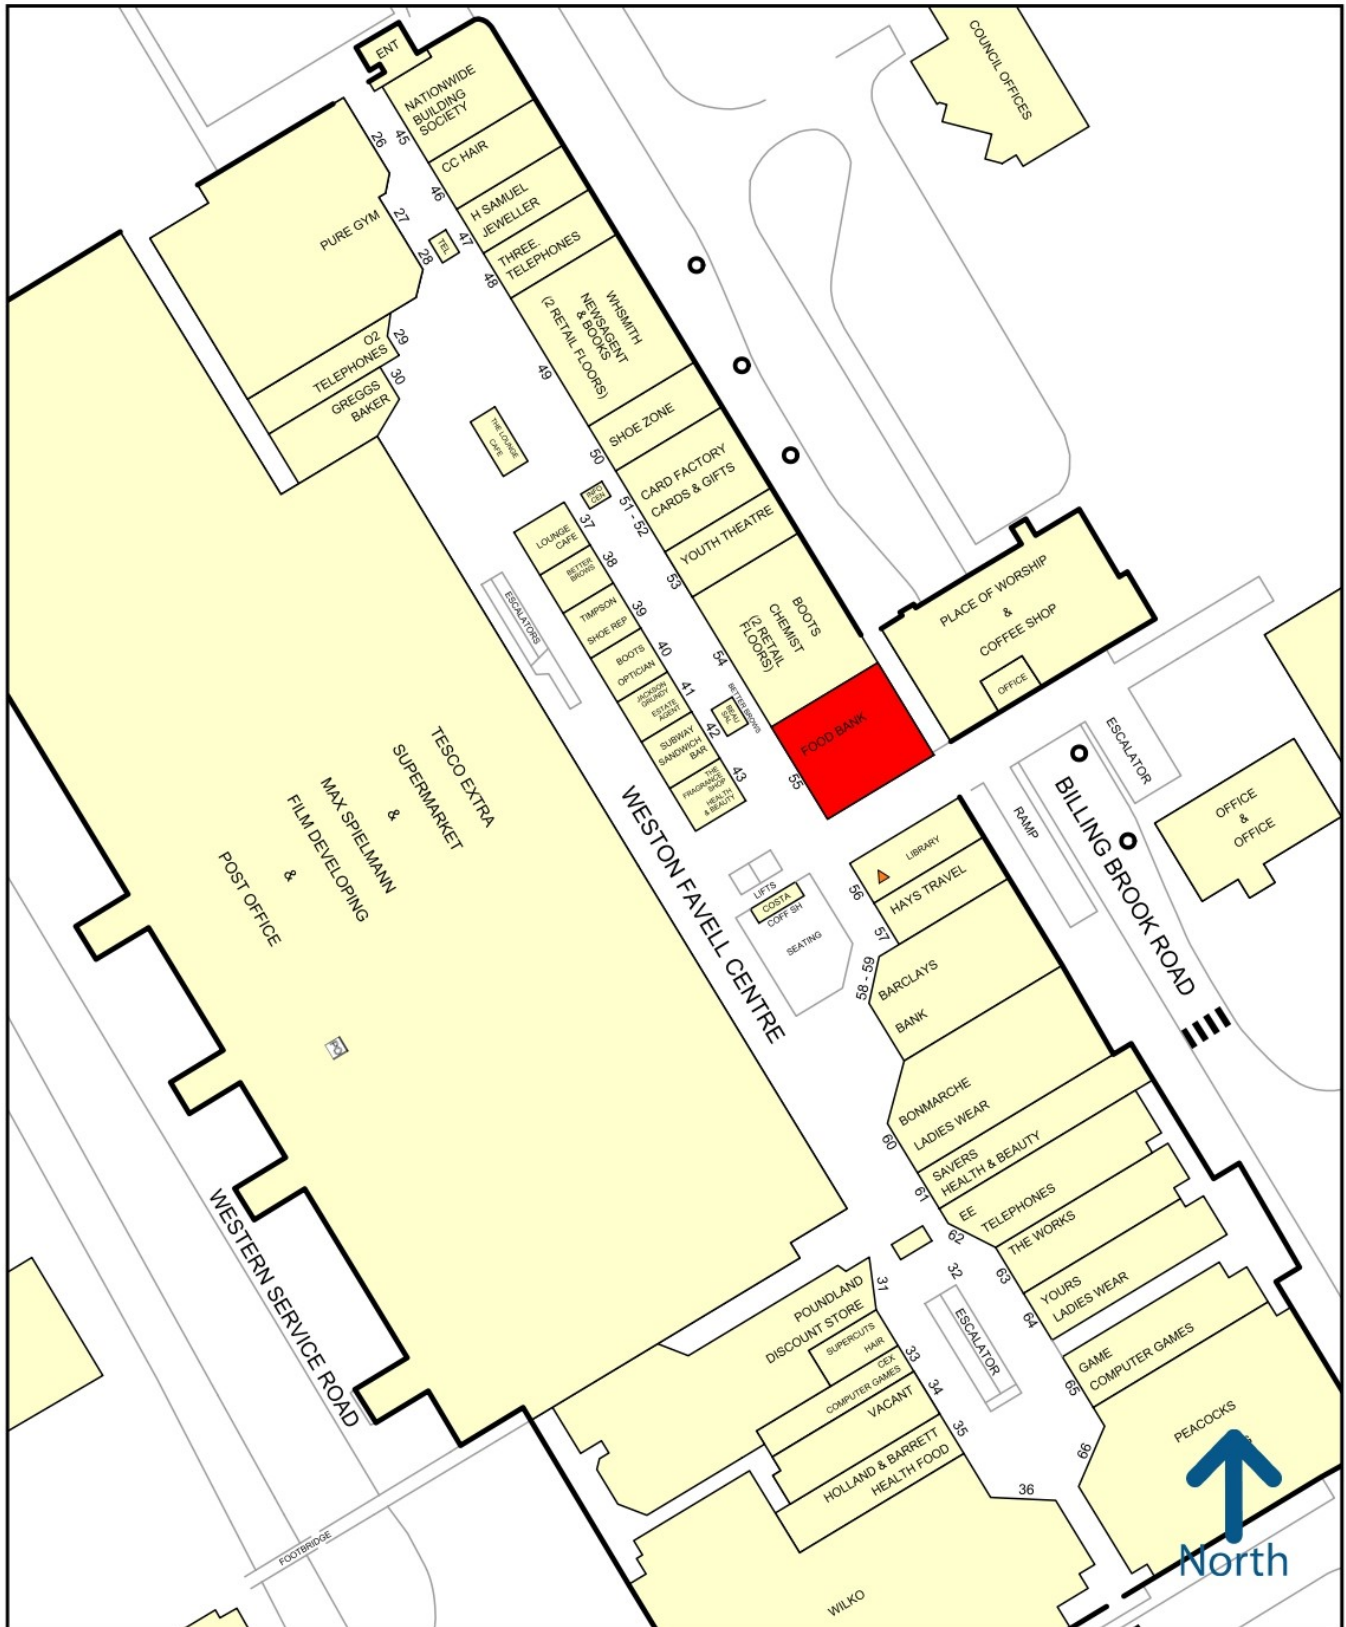 ENT
NATIONWIDE
BUILDING
SOCIETY
COUNCIL OFFICES
26
45
CC HAIR
46
H SAMUEL
JEWELLER
27
PURE GYM
47
TEL
28
THREE.
TELEPHONES
48
WHSMITH
NEWSAGENT
& BOOKS
(2 RETAIL FLOORS)
29
O2
TELEPHONES
49
30
GREGGS
BAKER
THE LOUNGE
CAFE
SHOE ZONE
50
INFO
CEN
CARD FACTORY
CARDS & GIFTS
51 - 52
37
LOUNGE
CAFE
YOUTH THEATRE
38
BETTER
BROWS
53
PLACE OF WORSHIP
&
COFFEE SHOP
OFFICE
ESCALATORS
39
TIMPSON
SHOE REP
BOOTS
CHEMIST
(2 RETAIL
FLOORS)
40
BOOTS
OPTICIAN
54
41
JACKSON
GRUNDY
ESTATE
AGENT
BETTER BROWS
BEAU
SAL
42
SUBWAY
SANDWICH
BAR
FOOD BANK
55
43
THE
FRAGRANCE
SHOP
HEALTH
& BEAUTY
ESCALATOR
BILLING BROOK ROAD
RAMP
OFFICE
&
OFFICE
TESCO EXTRA
SUPERMARKET
&
MAX SPIELMANN
FILM DEVELOPING
&
POST OFFICE
WESTON FAVELL CENTRE
LIBRARY
56
HAYS TRAVEL
57
LIFTS
COSTA
COFF SH
SEATING
58 - 59
BARCLAYS
BANK
PO
BONMARCHE
LADIES WEAR
60
SAVERS
HEALTH & BEAUTY
61
EE
TELEPHONES
62
THE WORKS
63
32
YOURS
LADIES WEAR
64
WESTERN SERVICE ROAD
31
POUNDLAND
DISCOUNT STORE
ESCALATOR
SUPERCUTS
HAIR
33
CEX
COMPUTER GAMES
34
VACANT
35
GAME
COMPUTER GAMES
65
HOLLAND & BARRETT
HEALTH FOOD
PEACOCKS
66
36
FOOTBRIDGE
North
WILKO